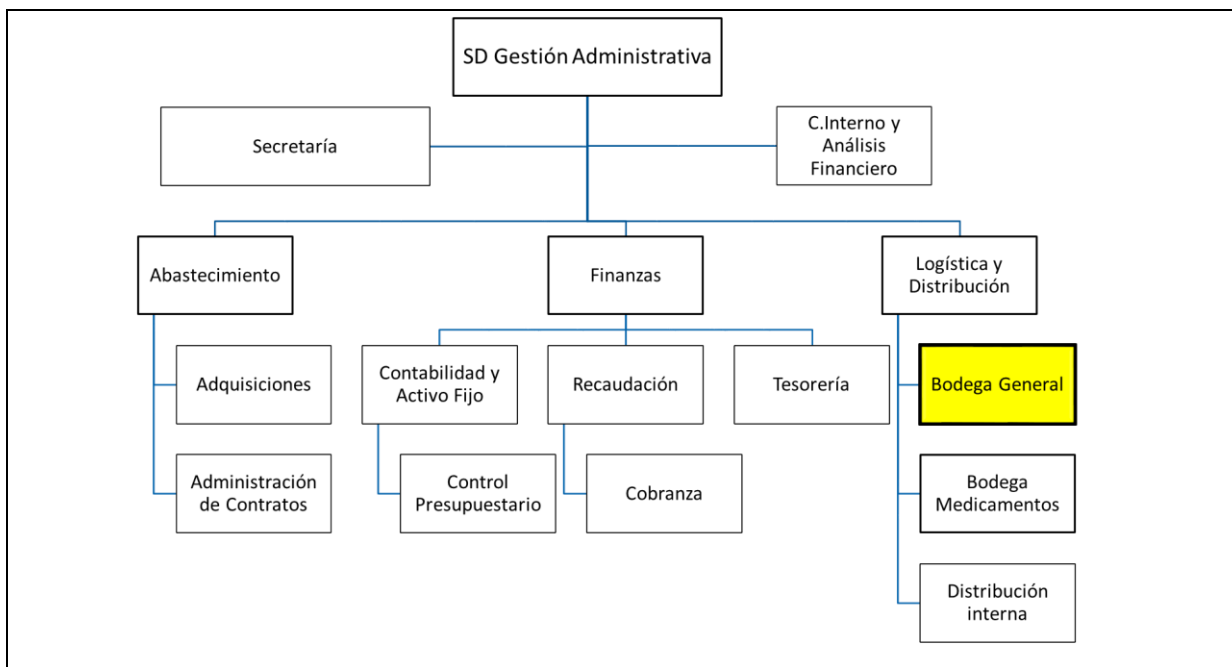 SD Gestión Administrativa
Secretaría
C.Interno y
Análisis
Financiero
Abastecimiento
Finanzas
Logística y
Distribución
Adquisiciones
Contabilidad y
Activo Fijo
Recaudación
Tesorería
Bodega General
Administración
de Contratos
Control
Presupuestario
Cobranza
Bodega
Medicamentos
Distribución
interna